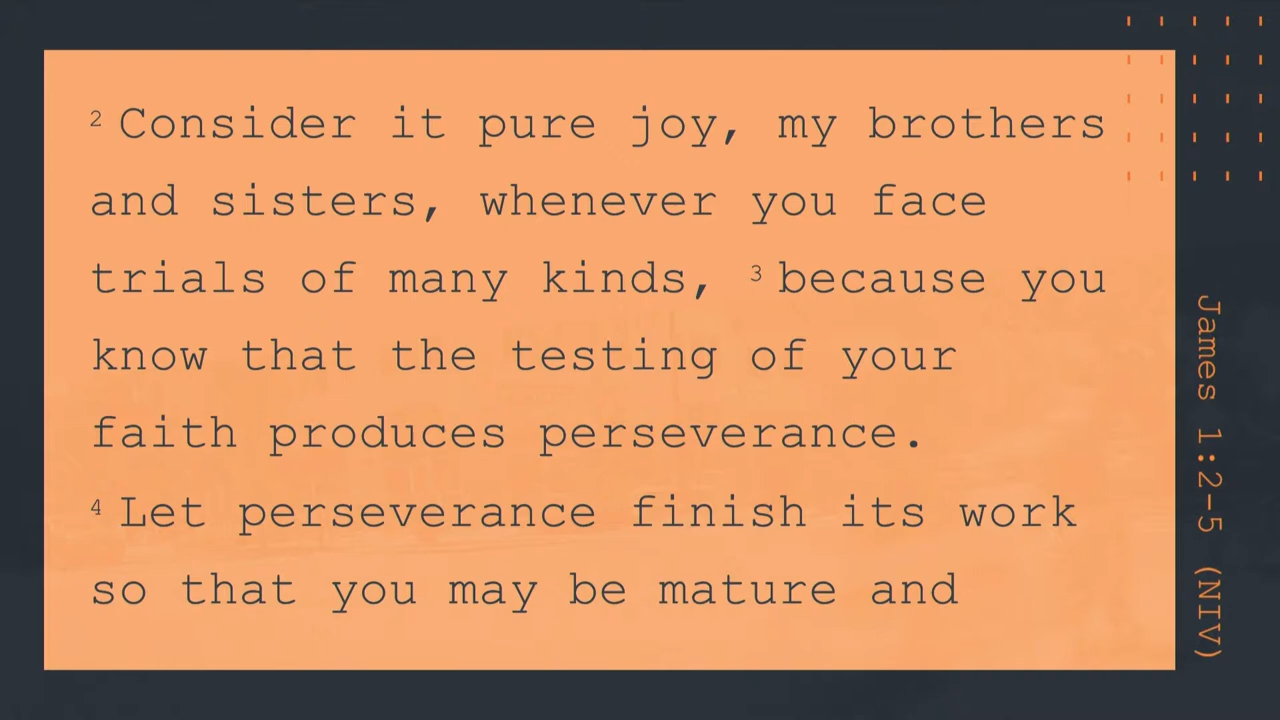 2 Consider it pure joy, my brothers
and sisters, whenever you face
trials of many kinds, 3 because you
know that the testing of your
faith produces perseverance.
4 Let perseverance finish its work
so that you may be mature and
James 1:2-5 (NIV)